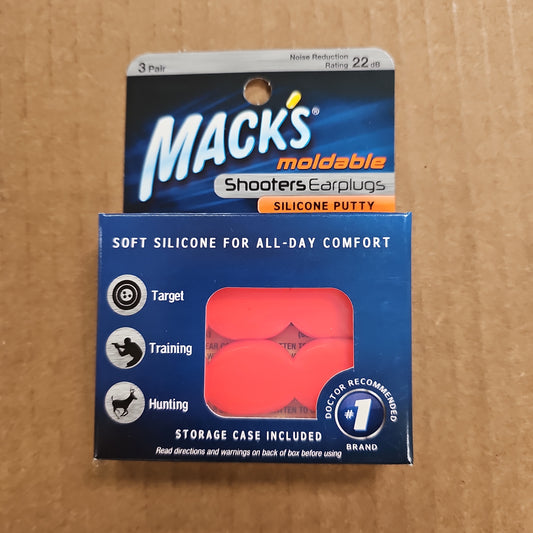 3 Pair
Noise Reduction
Rating 22 dB
MACK'S®
moldable
Shooters Earplugs
SILICONE PUTTY
SOFT SILICONE FOR ALL-DAY COMFORT
Target
Training
Hunting
DOCTOR RECOMMENDED
#1
BRAND
STORAGE CASE INCLUDED
Read directions and warnings on back of box before using